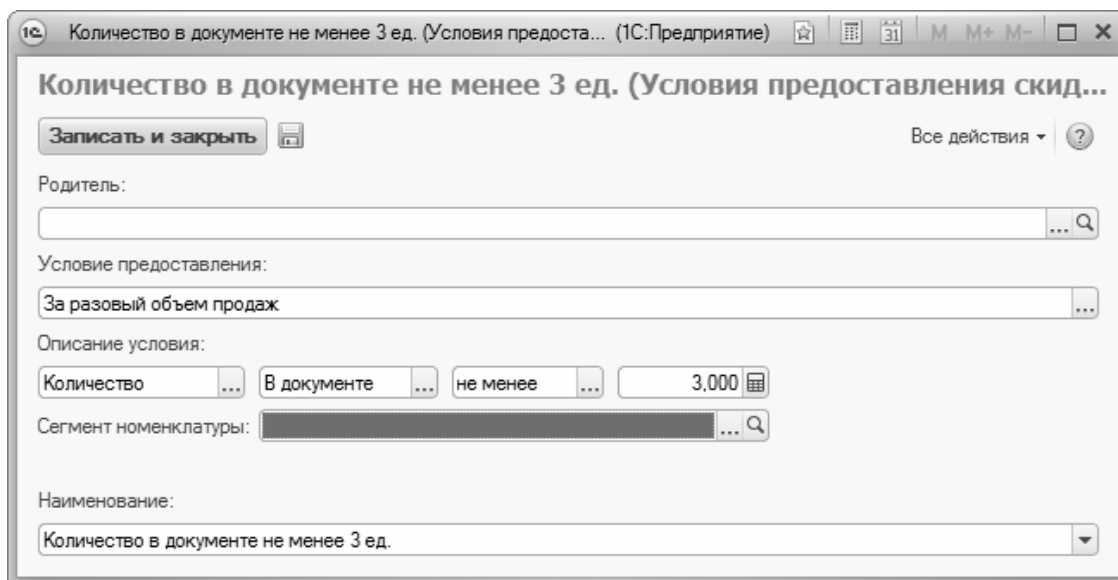 1С Количество в документе не менее 3 ед. (Условия предоста... (1С:Предприятие) 31 M M+ M-
Количество в документе не менее 3 ед. (Условия предоставления скид...
Записать и закрыть Все действия ?
Родитель:
...
Условие предоставления:
За разовый объем продаж ...
Описание условия:
Количество ... В документе ... не менее ... 3,000
Сегмент номенклатуры: ...
Наименование:
Количество в документе не менее 3 ед.